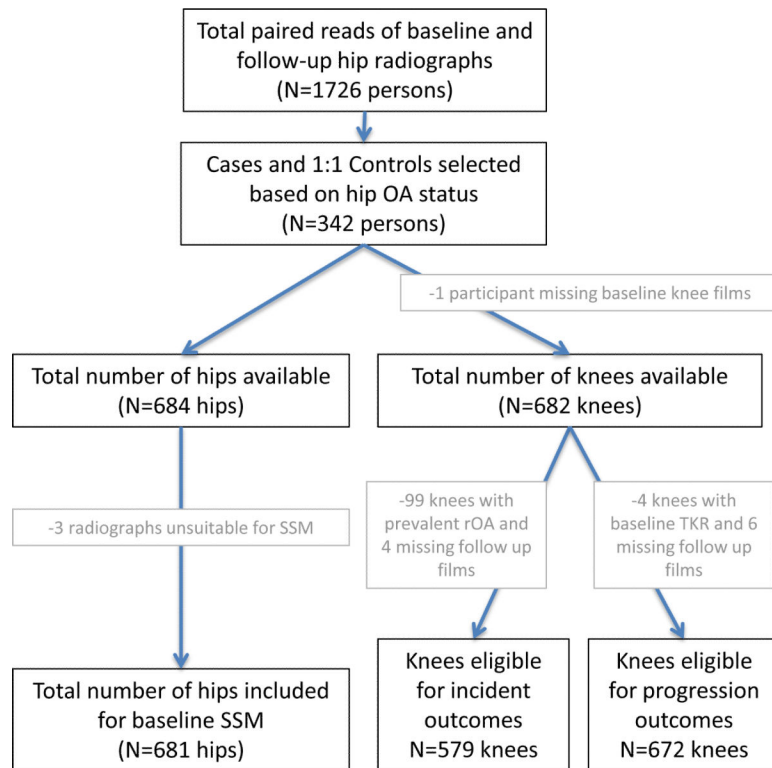 Total paired reads of baseline and
follow-up hip radiographs
(N=1726 persons)
Cases and 1:1 Controls selected
based on hip OA status
(N=342 persons)
-1 participant missing baseline knee films
Total number of hips available
(N=684 hips)
Total number of knees available
(N=682 knees)
-3 radiographs unsuitable for SSM
-99 knees with
prevalent rOA and
4 missing follow up
films
-4 knees with
baseline TKR and 6
missing follow up
films
Total number of hips included
for baseline SSM
(N=681 hips)
Knees eligible
for incident
outcomes
N=579 knees
Knees eligible
for progression
outcomes
N=672 knees